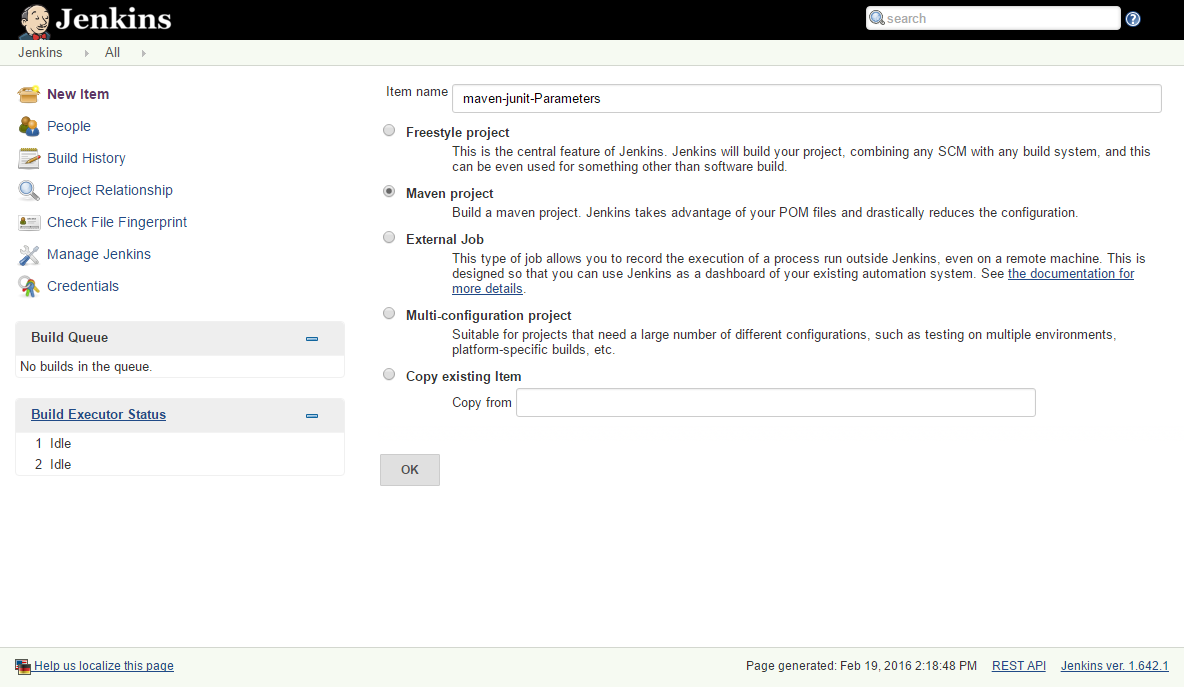 Jenkins
search
Jenkins
All
New Item
People
Build History
Project Relationship
Check File Fingerprint
Manage Jenkins
Credentials
Build Queue
No builds in the queue.
Build Executor Status
1 Idle
2 Idle
Item name maven-junit-Parameters
Freestyle project
This is the central feature of Jenkins. Jenkins will build your project, combining any SCM with any build system, and this
can be even used for something other than software build.
Maven project
Build a maven project. Jenkins takes advantage of your POM files and drastically reduces the configuration.
External Job
This type of job allows you to record the execution of a process run outside Jenkins, even on a remote machine. This is
designed so that you can use Jenkins as a dashboard of your existing automation system. See the documentation for
more details.
Multi-configuration project
Suitable for projects that need a large number of different configurations, such as testing on multiple environments,
platform-specific builds, etc.
Copy existing Item
Copy from
OK
Help us localize this page
Page generated: Feb 19, 2016 2:18:48 PM REST API Jenkins ver. 1.642.1